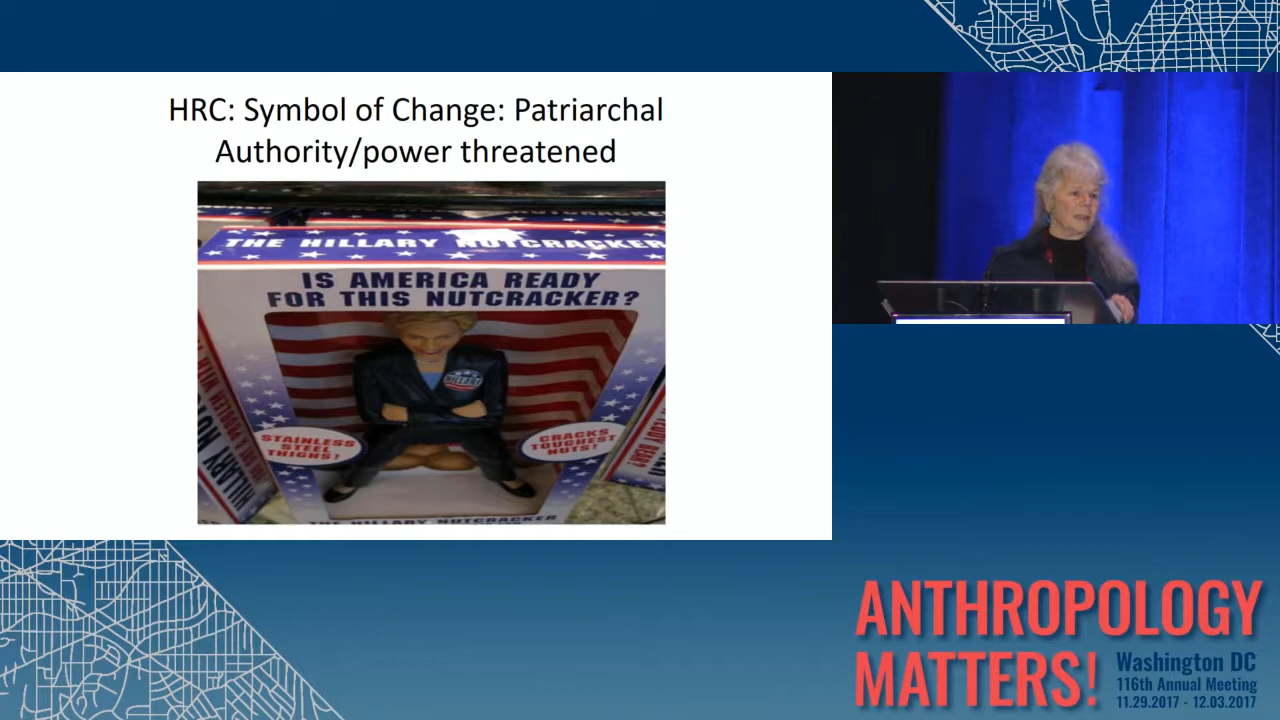 HRC: Symbol of Change: Patriarchal
Authority/power threatened
THE HILLARY NUTCRACKER
IS AMERICA READY
FOR THIS NUTCRACKER?
HILLARY
STAINLESS
STEEL
THIGHS!
CRACKS
TOUGHEST
NUTS!
THE HILLARY NUTCRACKER
ANTHROPOLOGY
MATTERS!
Washington DC
116th Annual Meeting
11.29.2017 - 12.03.2017